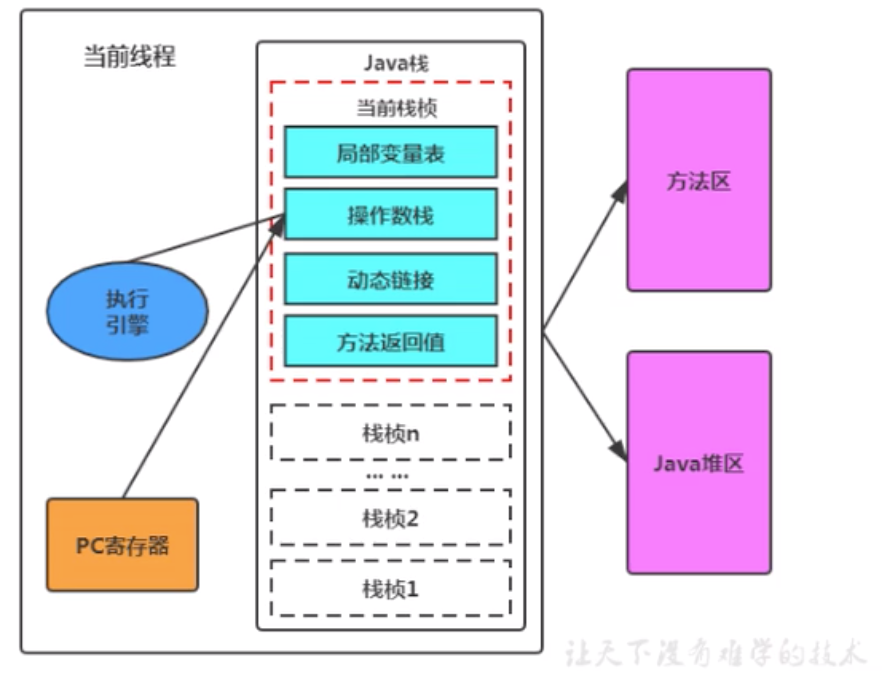 当前线程
Java栈
当前栈桢
局部变量表
操作数栈
动态链接
方法返回值
执行
引擎
PC寄存器
栈桢n
... ...
栈桢2
栈桢1
方法区
Java堆区
让天下没有难学的技术